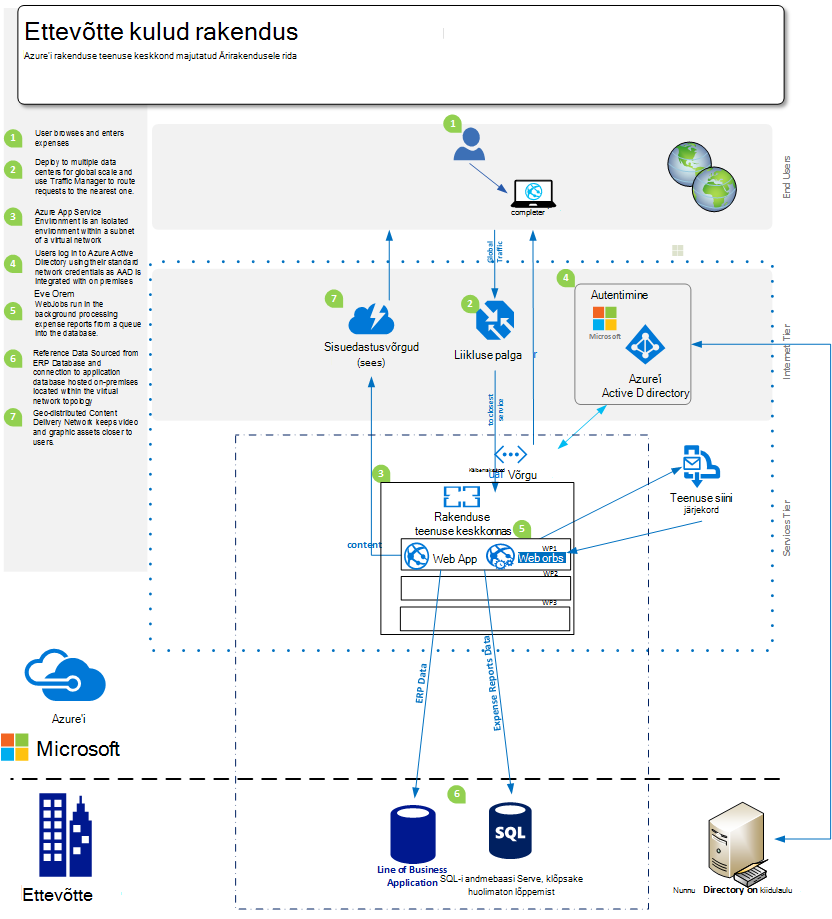 Ettevõtte kulud rakendus
Azure'i rakenduse teenuse keskkond majutatud Ärirakendusele rida
1
User browses and enters
expenses
2
Deploy to multiple data
centers for global scale and
use Traffic Manager to route
requests to the nearest one.
3
Azure App Service
Environment is an isolated
environment within a subnet
of a virtual network
4
Users log in to Azure Active
Directory using their standard
network credentials as AAD is
integrated with on premises
Eve Orem
5
WebJobs run in the
background processing
expense reports from a queue
into the database.
6
Reference Data Sourced from
ERP Database and
connection to application
database hosted on-premises
located within the virtual
network topology
7
Geo-distributed Content
Delivery Network keeps video
and graphic assets closer to
users.
1
completer
End Users
Global
Traffic
7
Sisuedastusvõrgud
(sees)
2
Liikluse palga
r
4
Autentimine
Microsoft
Azure'i
Active D directory
Internet Tier
to closest
service
Võrgu
3
Rakenduse
teenuse keskkonnas
5
content
WP1
Web App
Web orbs
WP2
WP3
Teenuse siini
järjekord
Services Tier
ERP Data
Expense Reports Data
Azure'i
Microsoft
6
Ettevõtte
Line of Business
Application
SQL
SQL-i andmebaasi Serve, klõpsake
huolimaton lõppemist
Nunnu Directory on kiidulaulu